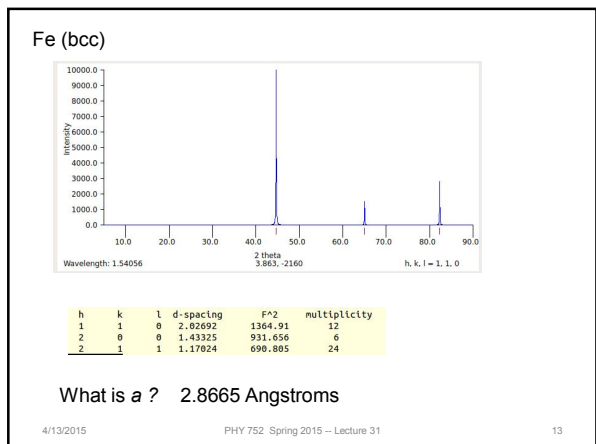 Fe (bcc)
10000.0
9000.0
8000.0
7000.0
6000.0
5000.0
4000.0
3000.0
2000.0
1000.0
0.0
Intensity
10.0 20.0 30.0 40.0 50.0 60.0 70.0 80.0 90.0
2 theta
Wavelength: 1.54056 3.863, -2160 h, k, l = 1, 1, 0
h k l d-spacing F^2 multiplicity
1 1 0 2.02692 1364.91 12
2 0 0 1.43325 931.656 6
2 1 1 1.17024 690.805 24
What is a ? 2.8665 Angstroms
4/13/2015 PHY 752 Spring 2015 -- Lecture 31 13